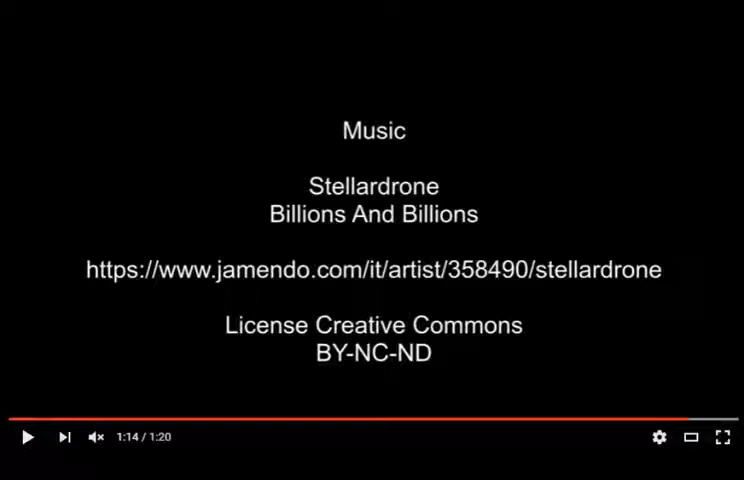 Music
Stellardrone
Billions And Billions
https://www.jamendo.com/it/artist/358490/stellardrone
License Creative Commons
BY-NC-ND
1:14 / 1:20